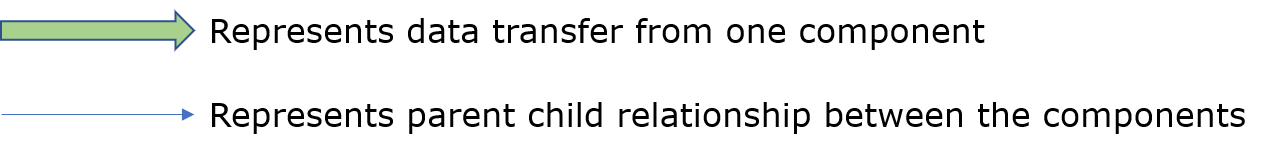 Represents data transfer from one component
Represents parent child relationship between the components